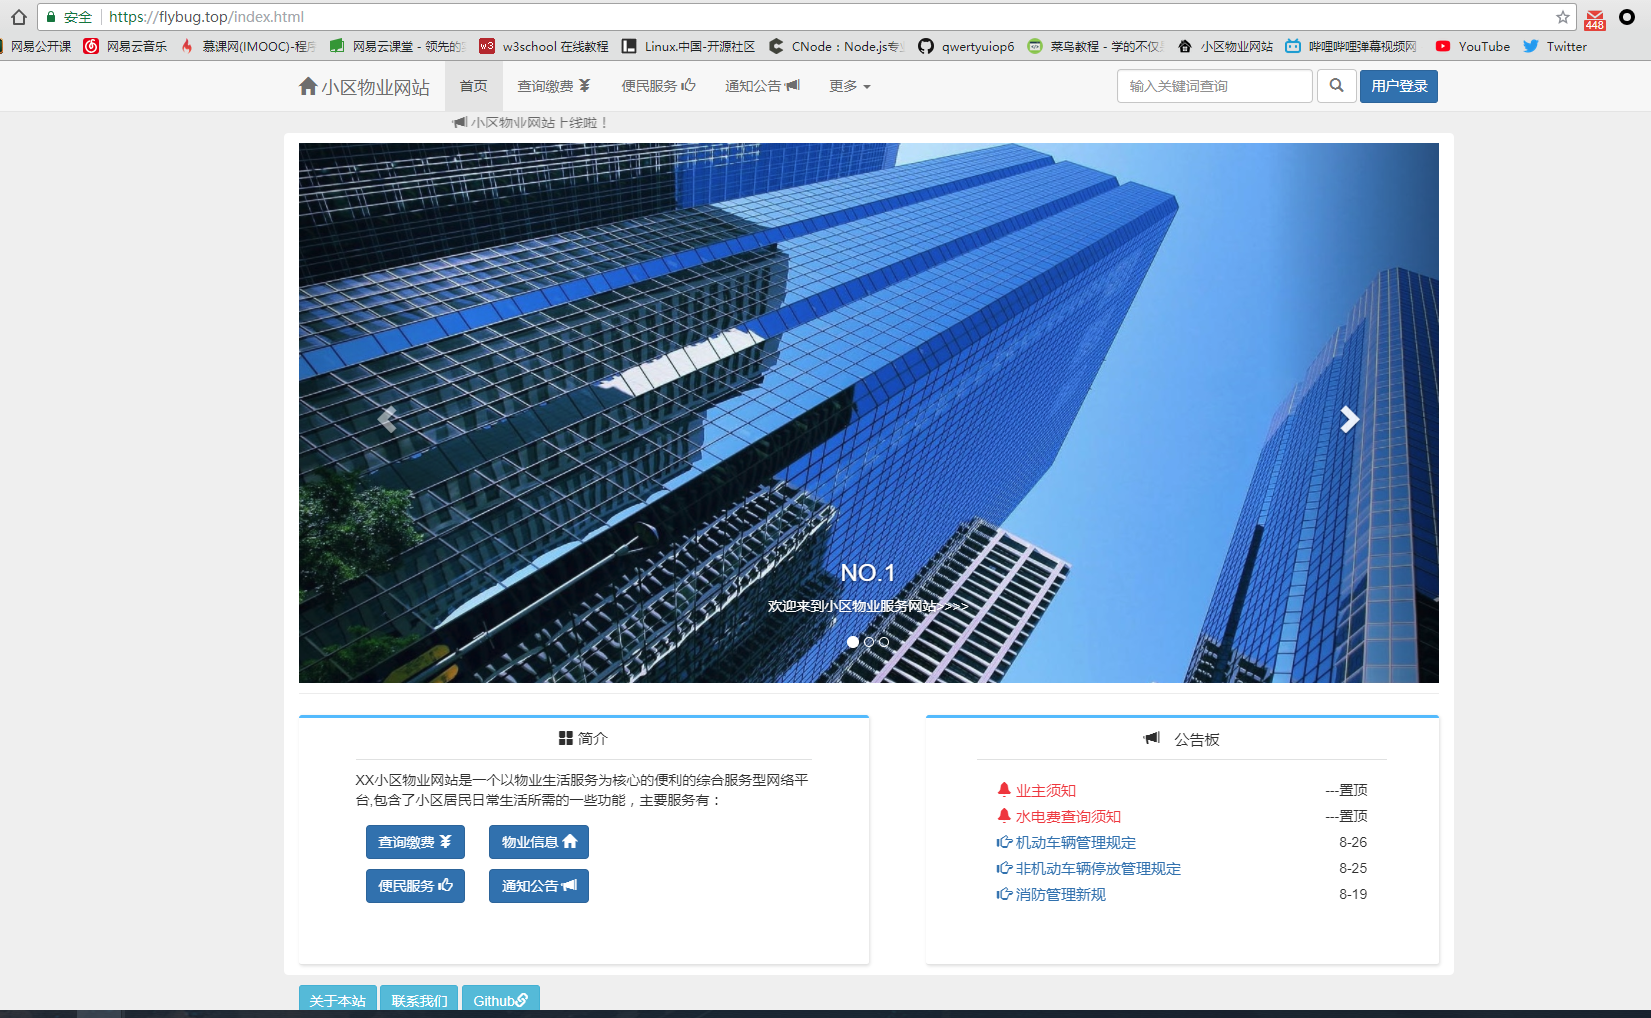 安全 https://flybug.top/index.html
448
网易公开课 网易云音乐 慕课网(IMOOC)-程序 网易云课堂 - 领先的 w3school 在线教程 Linux.中国-开源社区 CNode：Node.js专业 qwertyuiop6 菜鸟教程 - 学的不仅是 小区物业网站 哔哩哔哩弹幕视频网 YouTube Twitter
小区物业网站 首页 查询缴费 便民服务 通知公告 更多 输入关键词查询 用户登录
小区物业网站上线啦！
NO.1
欢迎来到小区物业服务网站>>>>
简介
XX小区物业网站是一个以物业生活服务为核心的便利的综合服务型网络平
台,包含了小区居民日常生活所需的一些功能，主要服务有：
查询缴费 物业信息
便民服务 通知公告
公告板
业主须知 ---置顶
水电费查询须知 ---置顶
机动车辆管理规定 8-26
非机动车辆停放管理规定 8-25
消防管理新规 8-19
关于本站 联系我们 Github